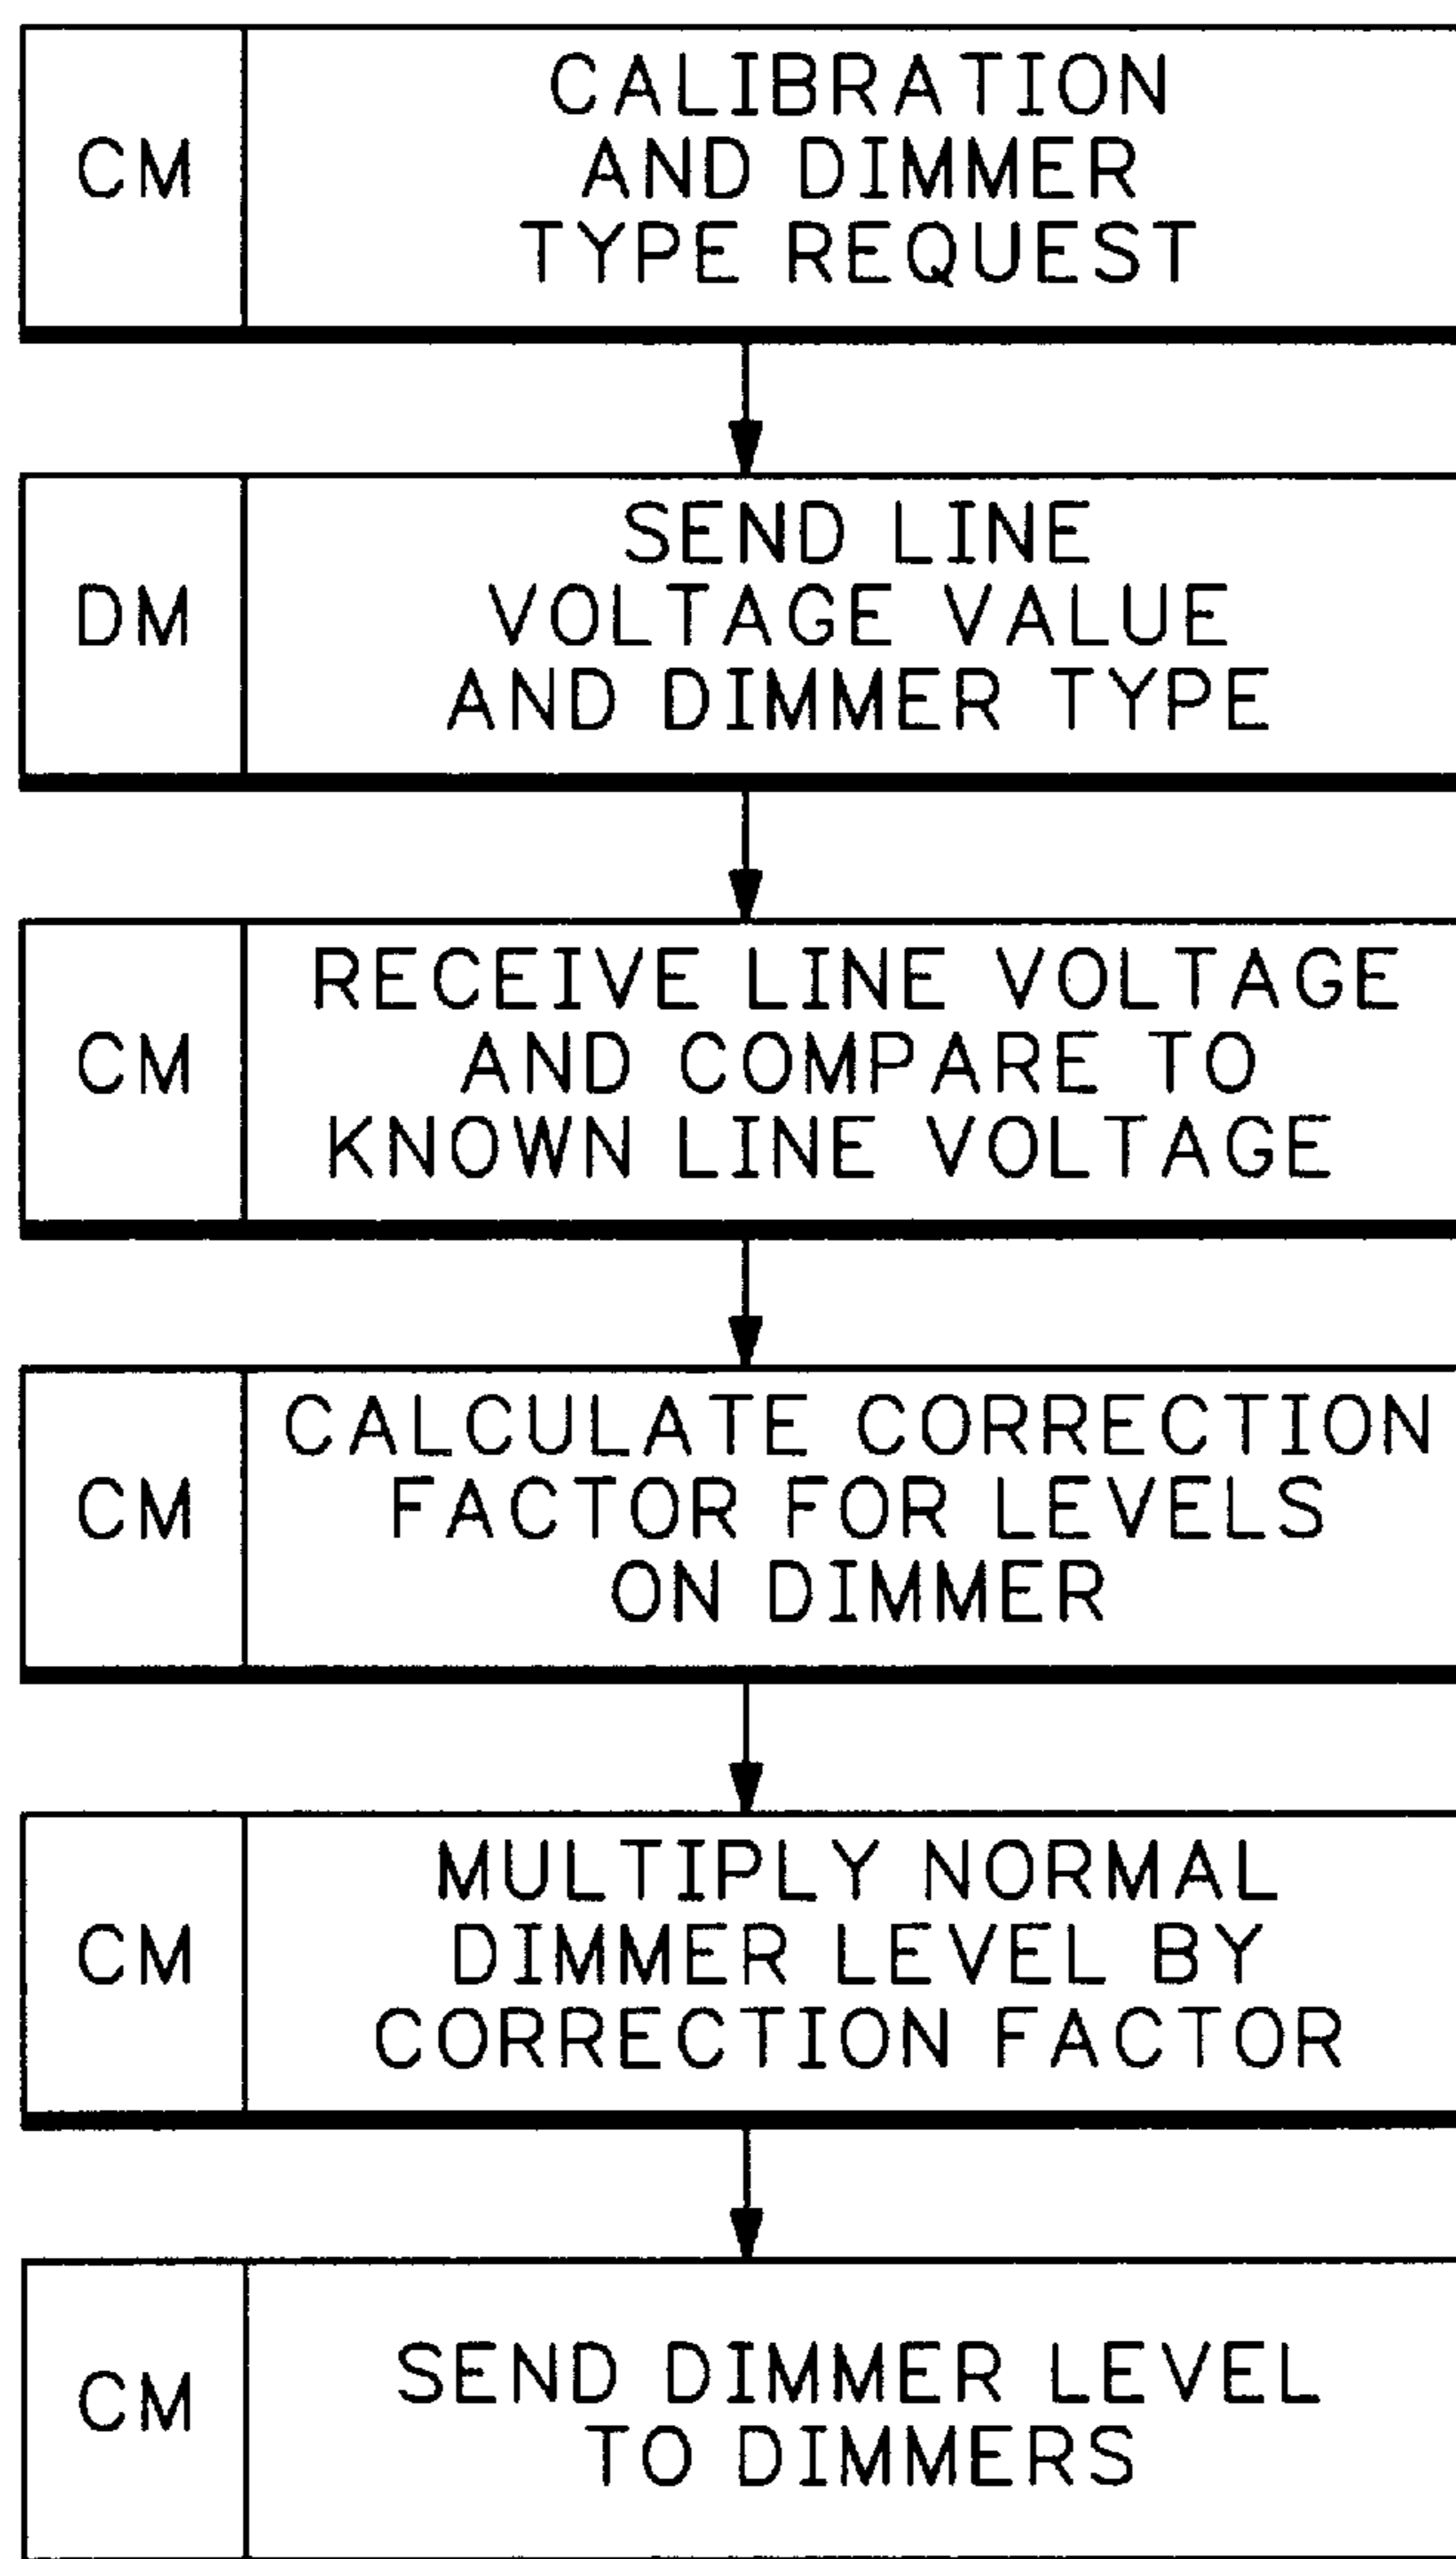 CM
CALIBRATION
AND DIMMER
TYPE REQUEST
DM
SEND LINE
VOLTAGE VALUE
AND DIMMER TYPE
CM
RECEIVE LINE VOLTAGE
AND COMPARE TO
KNOWN LINE VOLTAGE
CM
CALCULATE CORRECTION
FACTOR FOR LEVELS
ON DIMMER
CM
MULTIPLY NORMAL
DIMMER LEVEL BY
CORRECTION FACTOR
CM
SEND DIMMER LEVEL
TO DIMMERS